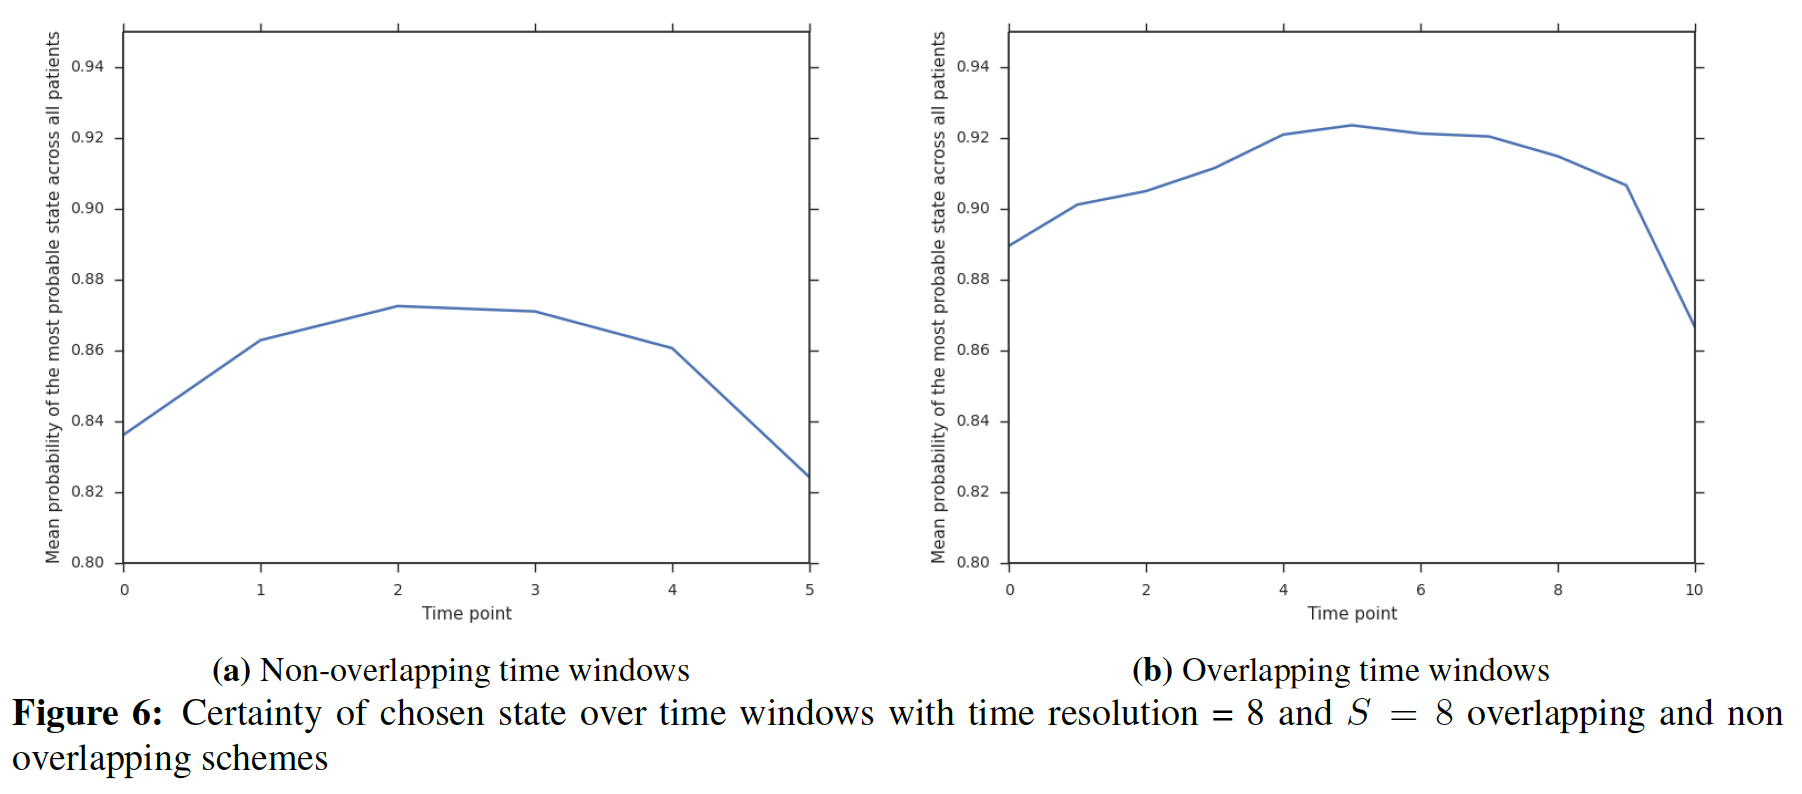 Mean probability of the most probable state across all patients
0.94
0.92
0.90
0.88
0.86
0.84
0.82
0.80
0 1 2 3 4 5
Time point
(a) Non-overlapping time windows
Mean probability of the most probable state across all patients
0.94
0.92
0.90
0.88
0.86
0.84
0.82
0.80
0 2 4 6 8 10
Time point
(b) Overlapping time windows
Figure 6: Certainty of chosen state over time windows with time resolution = 8 and S = 8 overlapping and non
overlapping schemes